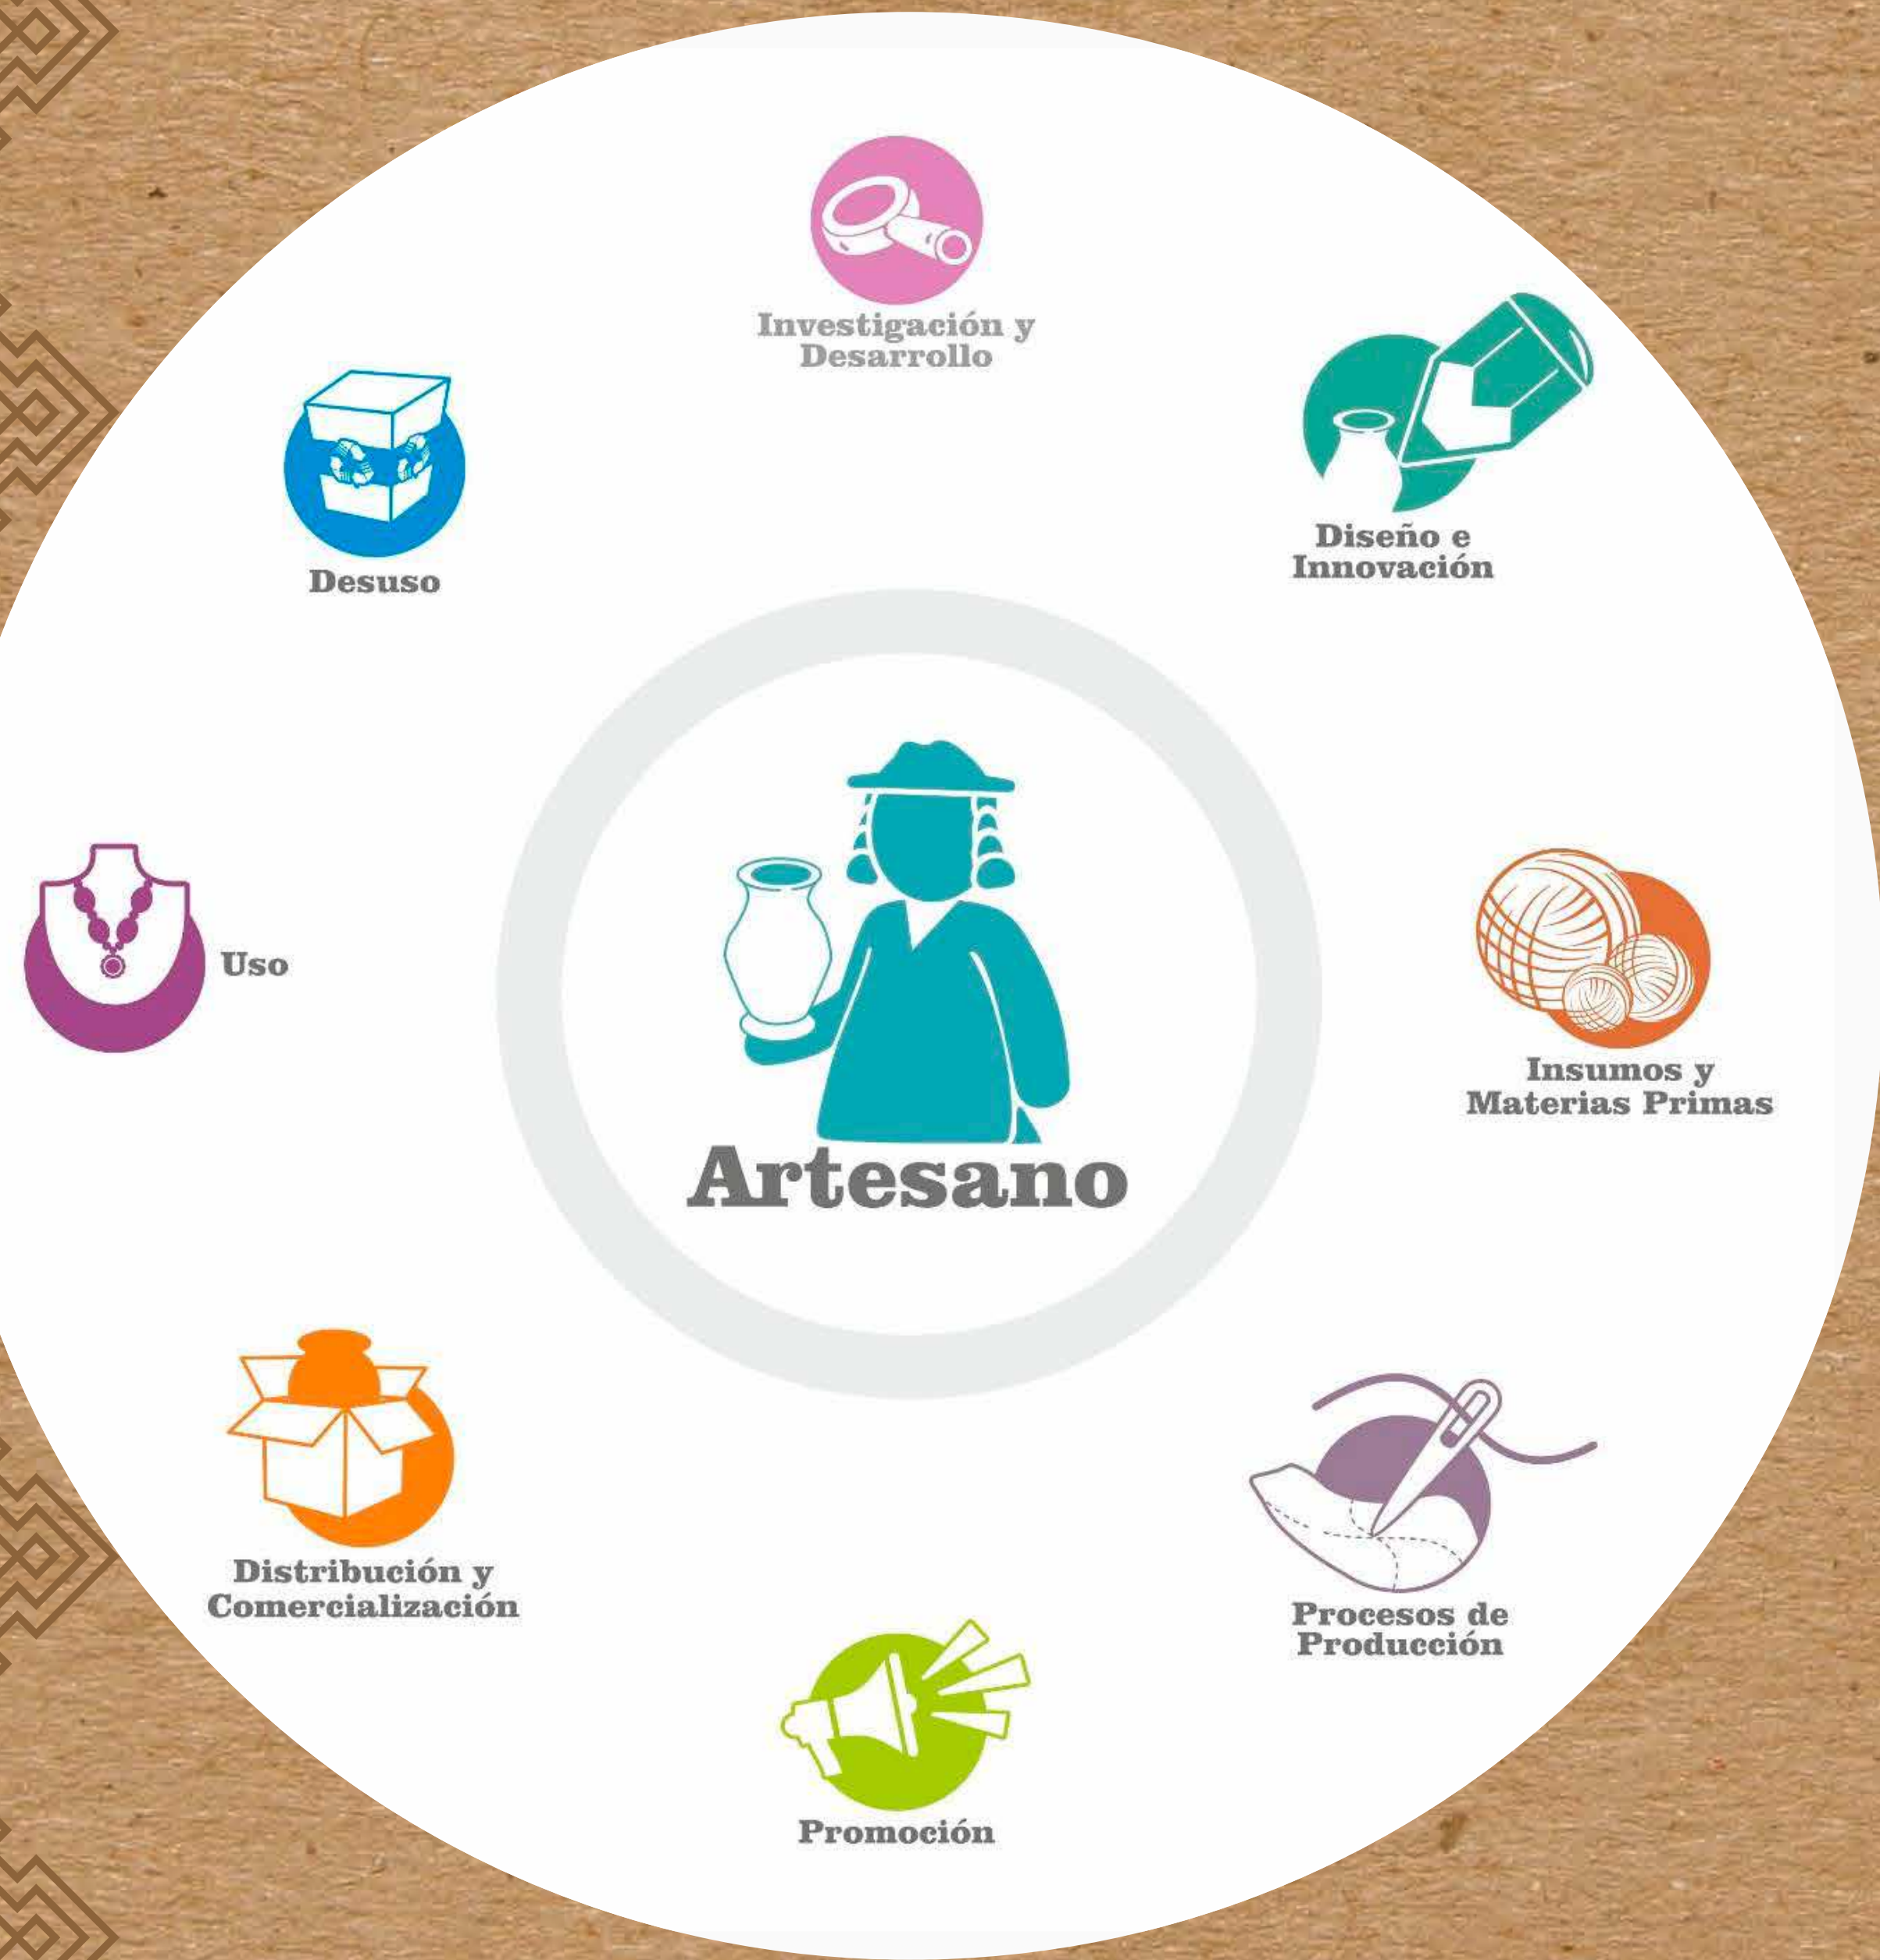 Investigación y
Desarrollo
Diseño e
Innovación
Desuso
Uso
Insumos y
Materias Primas
Artesano
Distribución y
Comercialización
Procesos de
Producción
Promoción